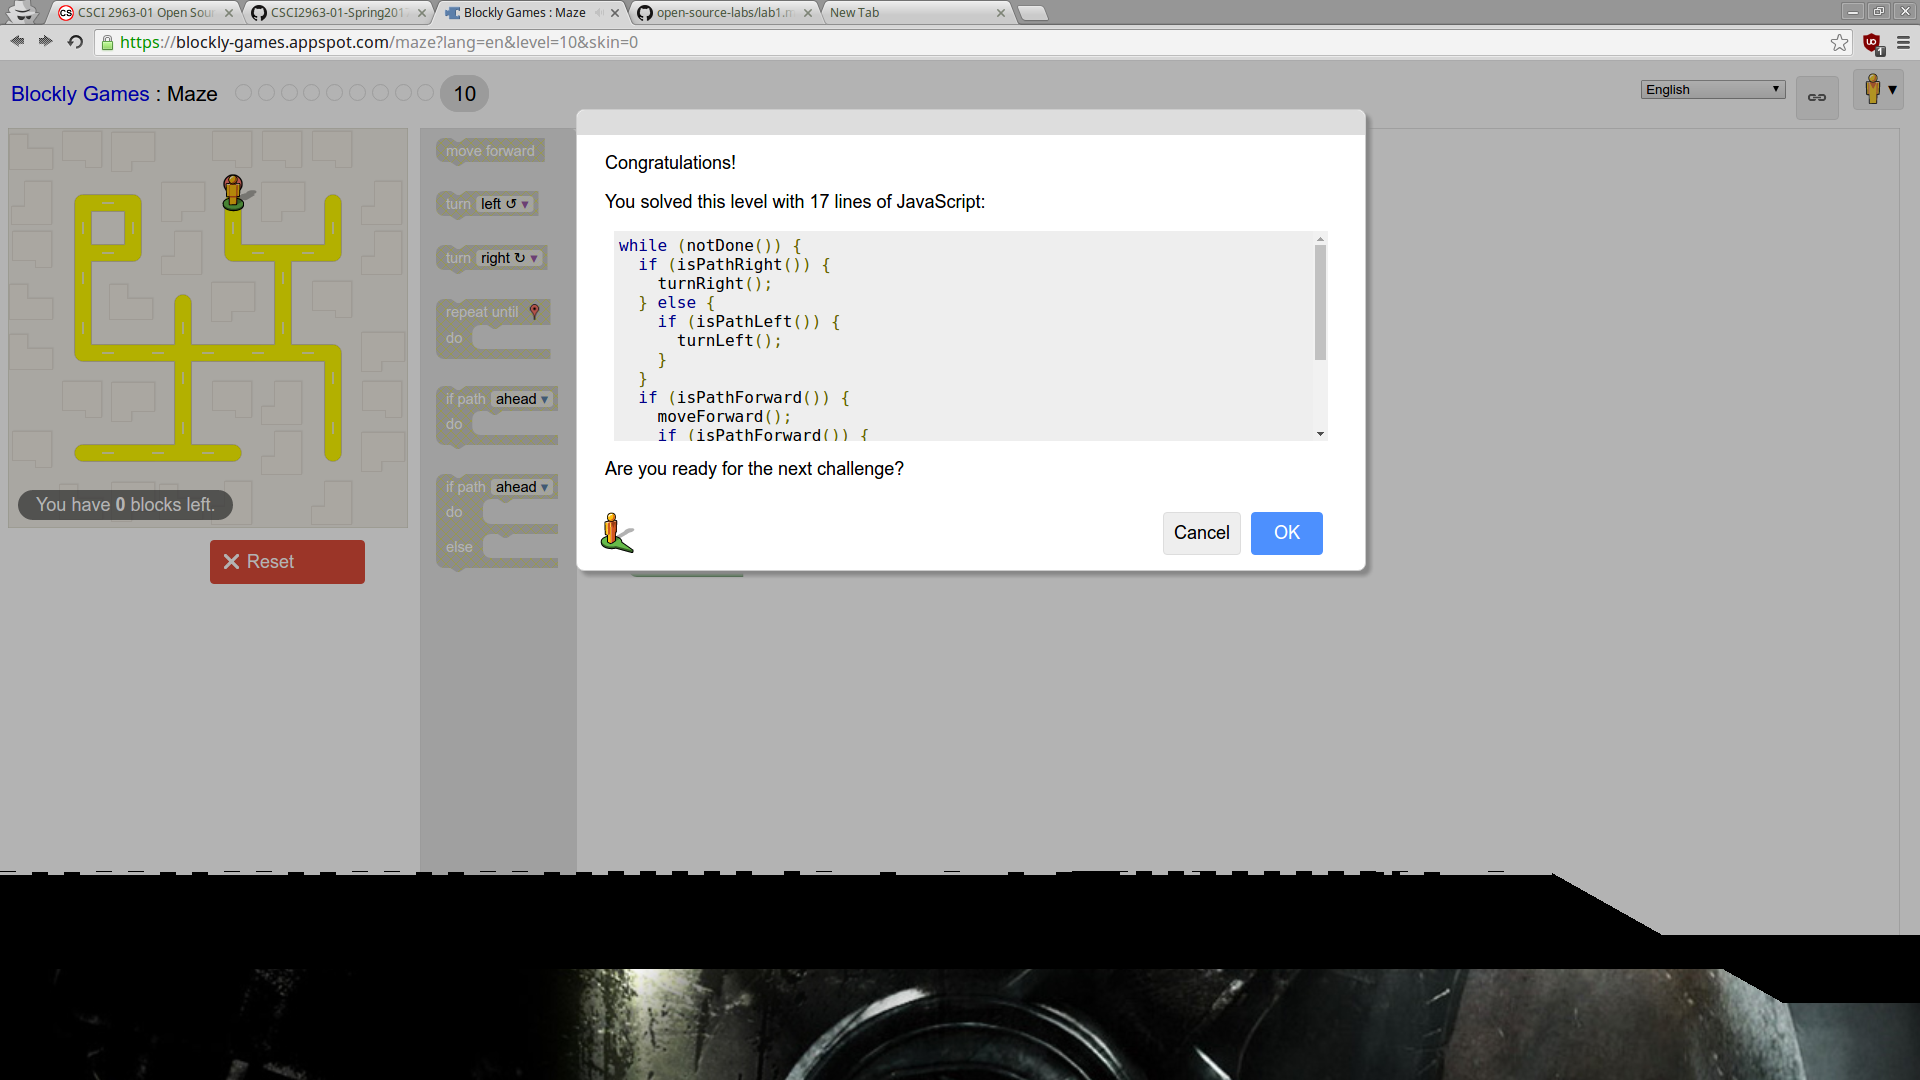 CSCI 2963-01 Open Sour
CSCI2963-01-Spring201
Blockly Games : Maze
open-source-labs/lab1.m
New Tab
https://blockly-games.appspot.com/maze?lang=en&level=10&skin=0
Blockly Games : Maze
10
English
move forward
turn left ↺ ▾
turn right ↻ ▾
repeat until
do
if path ahead ▾
do
if path ahead ▾
do
else
You have 0 blocks left.
Reset
Congratulations!
You solved this level with 17 lines of JavaScript:
while (notDone()) {
  if (isPathRight()) {
    turnRight();
  } else {
    if (isPathLeft()) {
      turnLeft();
    }
  }
  if (isPathForward()) {
    moveForward();
    if (isPathForward()) {
Are you ready for the next challenge?
Cancel
OK